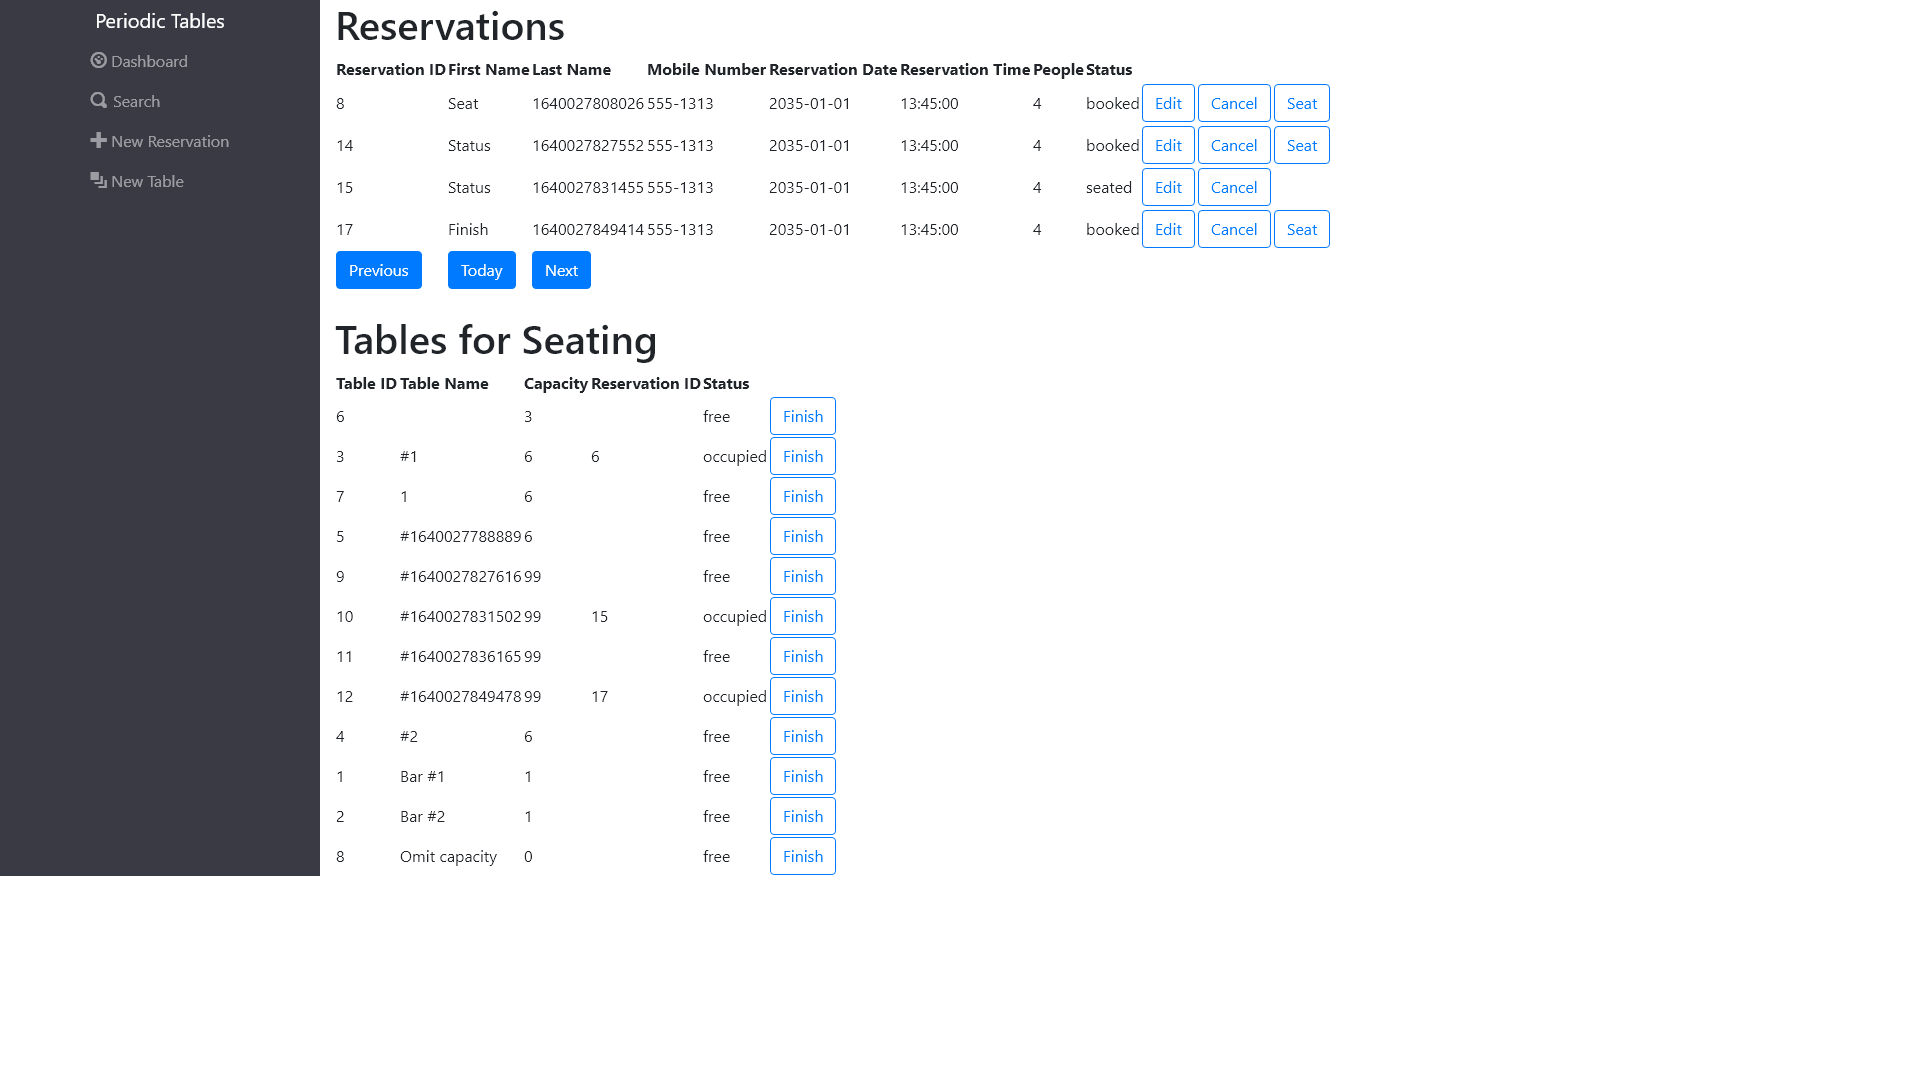 Periodic Tables
Dashboard
Search
New Reservation
New Table
Reservations
Reservation ID First Name Last Name Mobile Number Reservation Date Reservation Time People Status
8 Seat 1640027808026 555-1313 2035-01-01 13:45:00 4 booked Edit Cancel Seat
14 Status 1640027827552 555-1313 2035-01-01 13:45:00 4 booked Edit Cancel Seat
15 Status 1640027831455 555-1313 2035-01-01 13:45:00 4 seated Edit Cancel
17 Finish 1640027849414 555-1313 2035-01-01 13:45:00 4 booked Edit Cancel Seat
Previous Today Next
Tables for Seating
Table ID Table Name Capacity Reservation ID Status
6 3 free Finish
3 #1 6 6 occupied Finish
7 1 6 free Finish
5 #1640027788889 6 free Finish
9 #1640027827616 99 free Finish
10 #1640027831502 99 15 occupied Finish
11 #1640027836165 99 free Finish
12 #1640027849478 99 17 occupied Finish
4 #2 6 free Finish
1 Bar #1 1 free Finish
2 Bar #2 1 free Finish
8 Omit capacity 0 free Finish